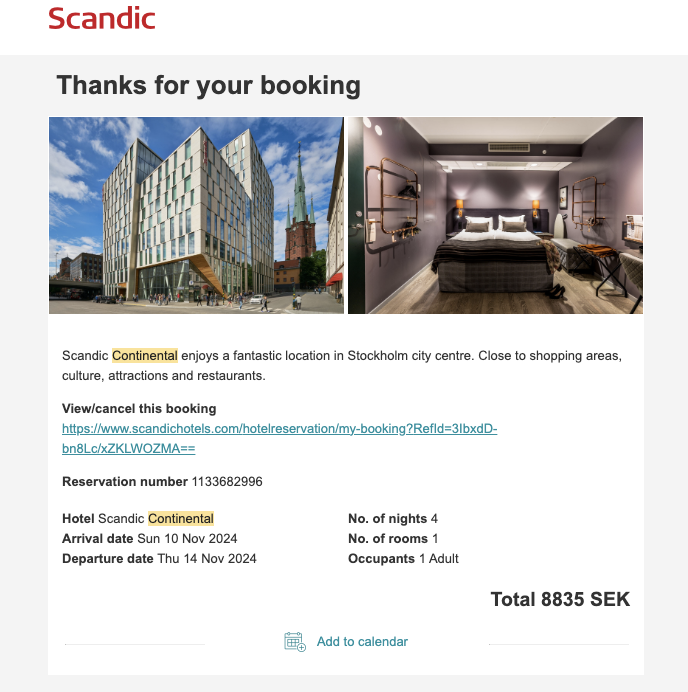 Scandic
Thanks for your booking
Scandic Continental enjoys a fantastic location in Stockholm city centre. Close to shopping areas,
culture, attractions and restaurants.
View/cancel this booking
https://www.scandichotels.com/hotelreservation/my-booking?RefId=3IbxdD-
bn8Lc/xZKLWOZMA==
Reservation number 1133682996
Hotel Scandic Continental
Arrival date Sun 10 Nov 2024
Departure date Thu 14 Nov 2024
No. of nights 4
No. of rooms 1
Occupants 1 Adult
Total 8835 SEK
Add to calendar